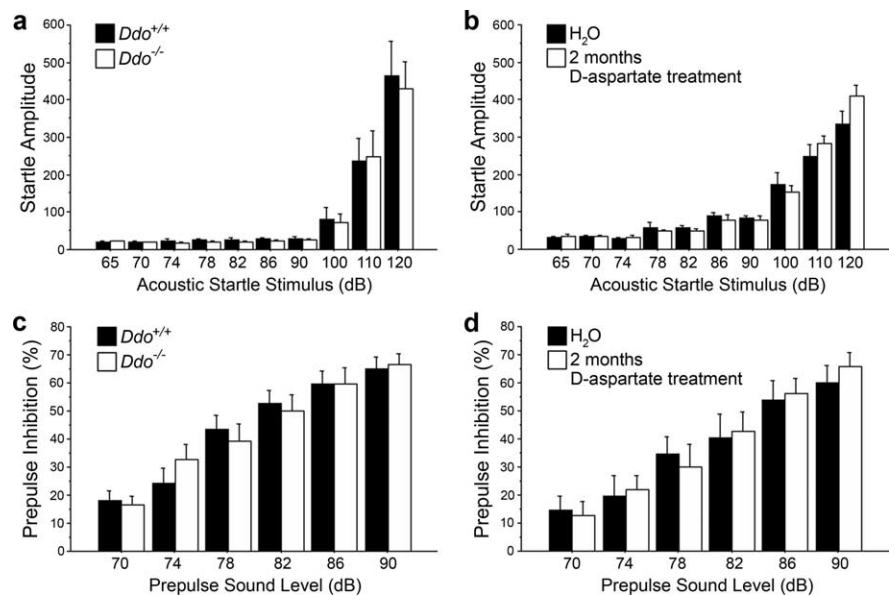 a
Ddo+/+
Ddo-/-
Startle Amplitude
600
500
400
300
200
100
0
65 70 74 78 82 86 90 100 110 120
Acoustic Startle Stimulus (dB)
b
H2O
2 months
D-aspartate treatment
Startle Amplitude
600
500
400
300
200
100
0
65 70 74 78 82 86 90 100 110 120
Acoustic Startle Stimulus (dB)
c
Ddo+/+
Ddo-/-
Prepulse Inhibition (%)
80
70
60
50
40
30
20
10
0
70 74 78 82 86 90
Prepulse Sound Level (dB)
d
H2O
2 months
D-aspartate treatment
Prepulse Inhibition (%)
80
70
60
50
40
30
20
10
0
70 74 78 82 86 90
Prepulse Sound Level (dB)